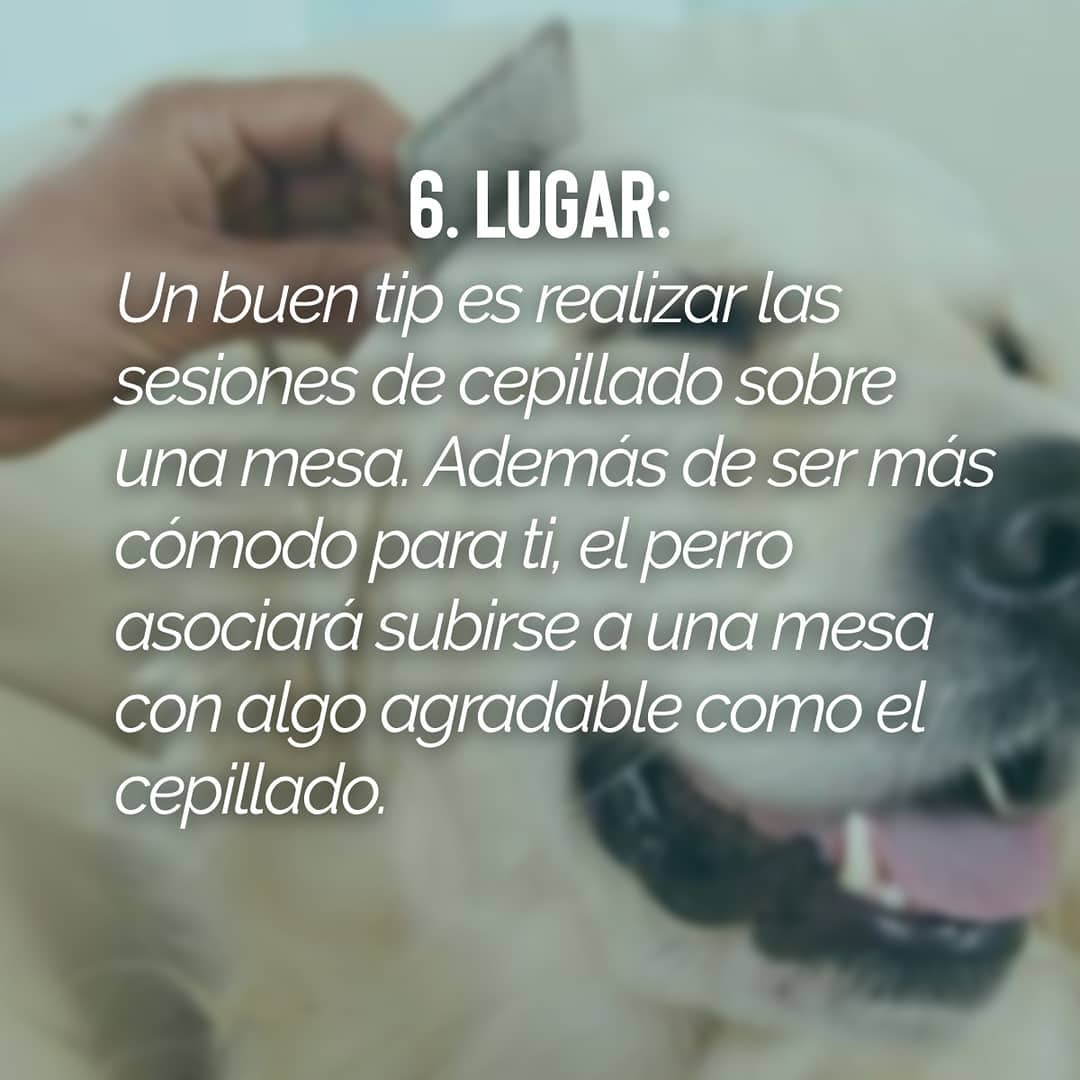 6. LUGAR:
Un buen tip es realizar las
sesiones de cepillado sobre
una mesa. Además de ser más
cómodo para ti, el perro
asociará subirse a una mesa
con algo agradable como el
cepillado.